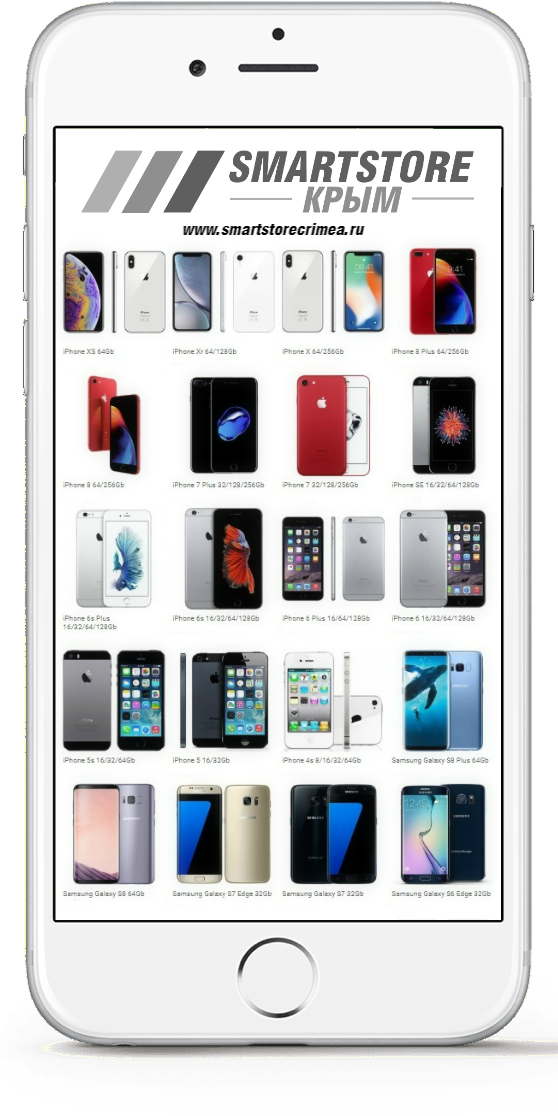 SMARTSTORE
КРЫМ
www.smartstorecrimea.ru
iPhone XS 64Gb
iPhone Xr 64/128Gb
iPhone X 64/256Gb
iPhone 8 Plus 64/256Gb
iPhone 8 64/256Gb
iPhone 7 Plus 32/128/256Gb
iPhone 7 32/128/256Gb
iPhone SE 16/32/64/128Gb
iPhone 6s Plus
16/32/64/128Gb
iPhone 6s 16/32/64/128Gb
iPhone 6 Plus 16/64/128Gb
iPhone 6 16/32/64/128Gb
iPhone 5s 16/32/64Gb
iPhone 5 16/32Gb
iPhone 4s 8/16/32/64Gb
Samsung Galaxy S8 Plus 64Gb
Samsung Galaxy S8 64Gb
Samsung Galaxy S7 Edge 32Gb
Samsung Galaxy S7 32Gb
Samsung Galaxy S6 Edge 32Gb